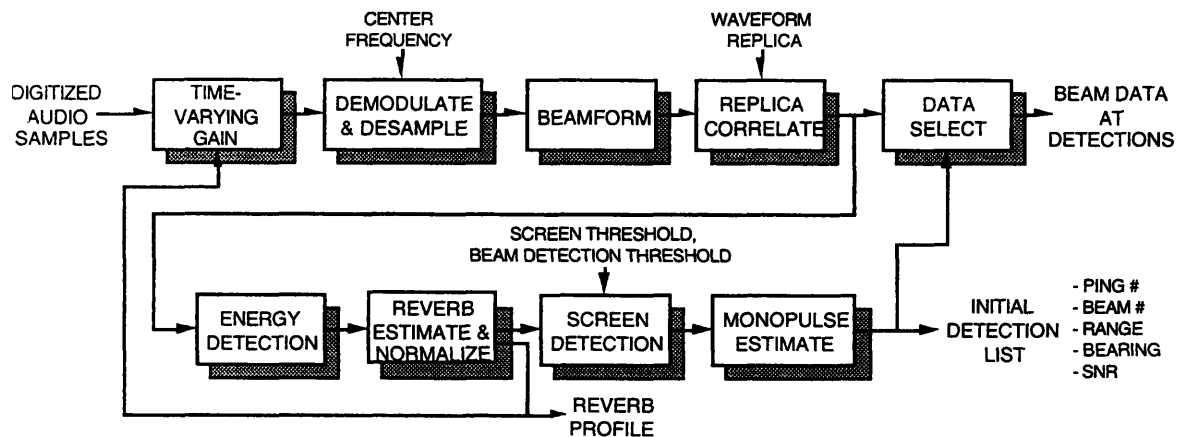 CENTER
FREQUENCY
WAVEFORM
REPLICA
DIGITIZED
AUDIO
SAMPLES
TIME-
VARYING
GAIN
DEMODULATE
& DESAMPLE
BEAMFORM
REPLICA
CORRELATE
DATA
SELECT
BEAM DATA
AT
DETECTIONS
SCREEN THRESHOLD,
BEAM DETECTION THRESHOLD
ENERGY
DETECTION
REVERB
ESTIMATE &
NORMALIZE
SCREEN
DETECTION
MONOPULSE
ESTIMATE
INITIAL
DETECTION
LIST
- PING #
- BEAM #
- RANGE
- BEARING
- SNR
REVERB
PROFILE